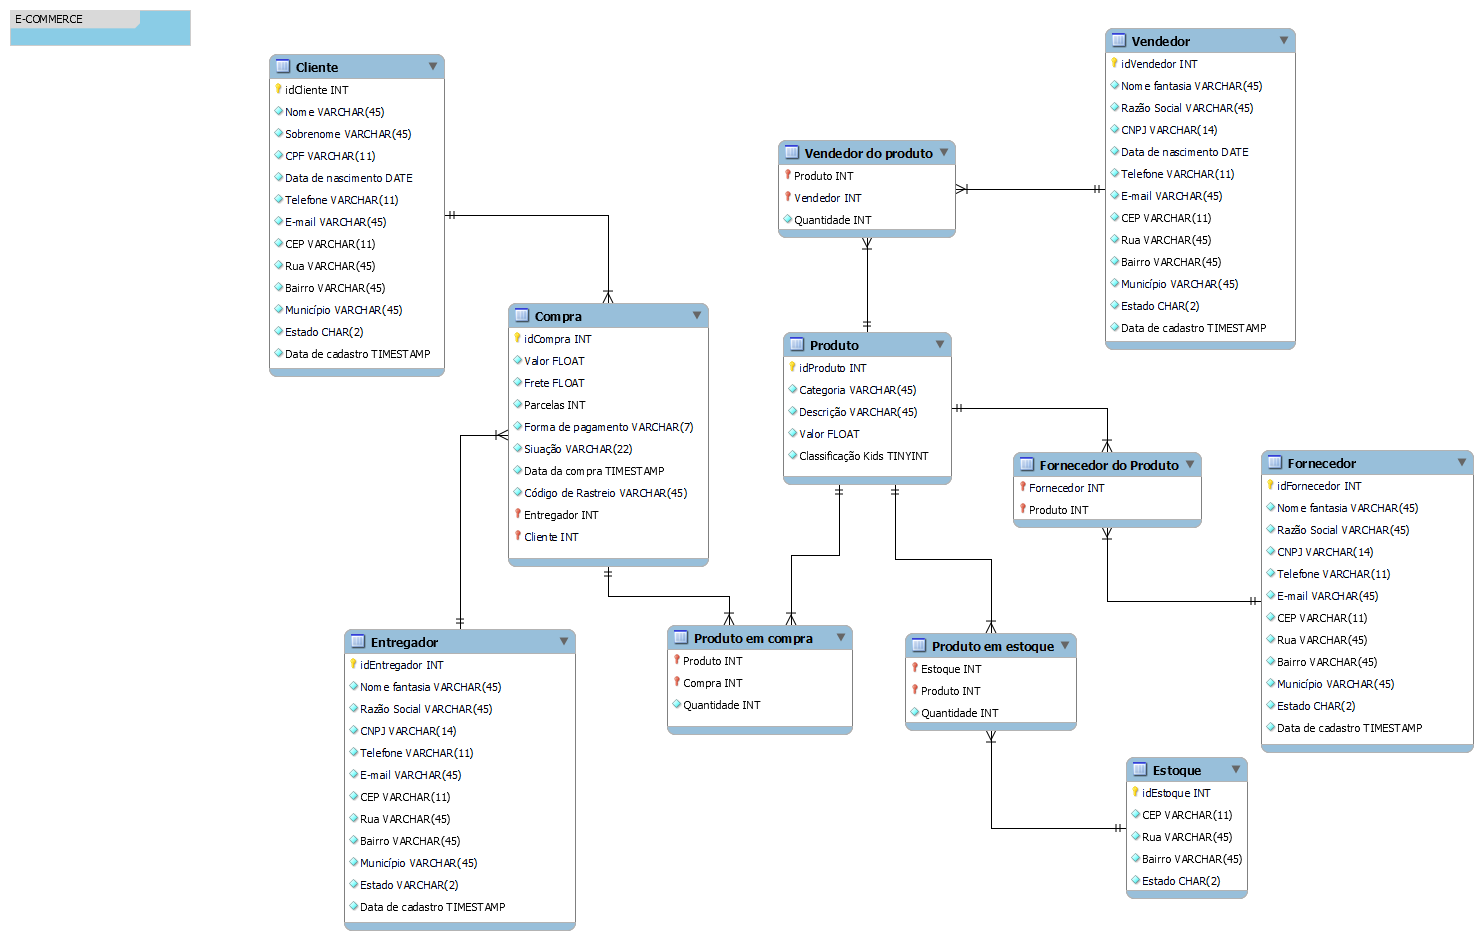 E-COMMERCE
Cliente
idCliente INT
Nome VARCHAR(45)
Sobrenome VARCHAR(45)
CPF VARCHAR(11)
Data de nascimento DATE
Telefone VARCHAR(11)
E-mail VARCHAR(45)
CEP VARCHAR(11)
Rua VARCHAR(45)
Bairro VARCHAR(45)
Município VARCHAR(45)
Estado CHAR(2)
Data de cadastro TIMESTAMP
Vendedor
idVendedor INT
Nome fantasia VARCHAR(45)
Razão Social VARCHAR(45)
CNPJ VARCHAR(14)
Data de nascimento DATE
Telefone VARCHAR(11)
E-mail VARCHAR(45)
CEP VARCHAR(11)
Rua VARCHAR(45)
Bairro VARCHAR(45)
Município VARCHAR(45)
Estado CHAR(2)
Data de cadastro TIMESTAMP
Vendedor do produto
Produto INT
Vendedor INT
Quantidade INT
Compra
idCompra INT
Valor FLOAT
Frete FLOAT
Parcelas INT
Forma de pagamento VARCHAR(7)
Siuação VARCHAR(22)
Data da compra TIMESTAMP
Código de Rastreio VARCHAR(45)
Entregador INT
Cliente INT
Produto
idProduto INT
Categoria VARCHAR(45)
Descrição VARCHAR(45)
Valor FLOAT
Classificação Kids TINYINT
Fornecedor do Produto
Fornecedor INT
Produto INT
Fornecedor
idFornecedor INT
Nome fantasia VARCHAR(45)
Razão Social VARCHAR(45)
CNPJ VARCHAR(14)
Telefone VARCHAR(11)
E-mail VARCHAR(45)
CEP VARCHAR(11)
Rua VARCHAR(45)
Bairro VARCHAR(45)
Município VARCHAR(45)
Estado CHAR(2)
Data de cadastro TIMESTAMP
Entregador
idEntregador INT
Nome fantasia VARCHAR(45)
Razão Social VARCHAR(45)
CNPJ VARCHAR(14)
Telefone VARCHAR(11)
E-mail VARCHAR(45)
CEP VARCHAR(11)
Rua VARCHAR(45)
Bairro VARCHAR(45)
Município VARCHAR(45)
Estado VARCHAR(2)
Data de cadastro TIMESTAMP
Produto em compra
Produto INT
Compra INT
Quantidade INT
Produto em estoque
Estoque INT
Produto INT
Quantidade INT
Estoque
idEstoque INT
CEP VARCHAR(11)
Rua VARCHAR(45)
Bairro VARCHAR(45)
Estado CHAR(2)